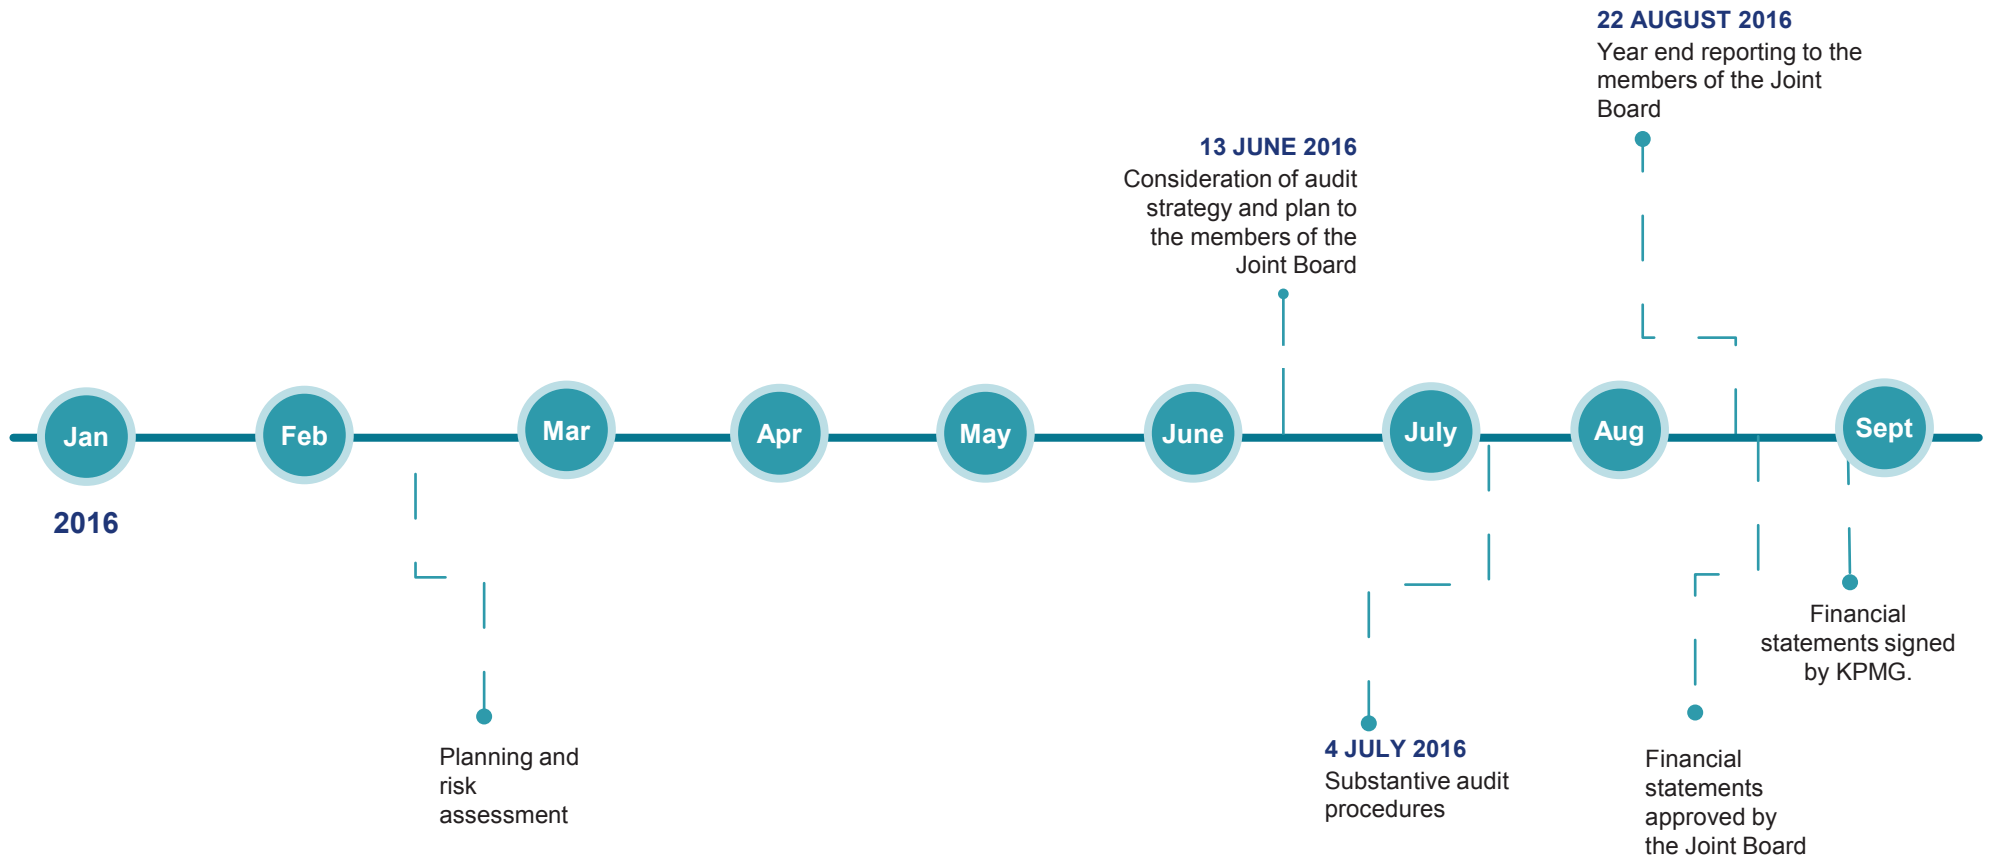 22 AUGUST 2016
Year end reporting to the
members of the Joint
Board
13 JUNE 2016
Consideration of audit
strategy and plan to
the members of the
Joint Board
Jan
Feb
Mar
Apr
May
June
July
Aug
Sept
2016
Planning and
risk
assessment
4 JULY 2016
Substantive audit
procedures
Financial
statements
approved by
the Joint Board
Financial
statements signed
by KPMG.